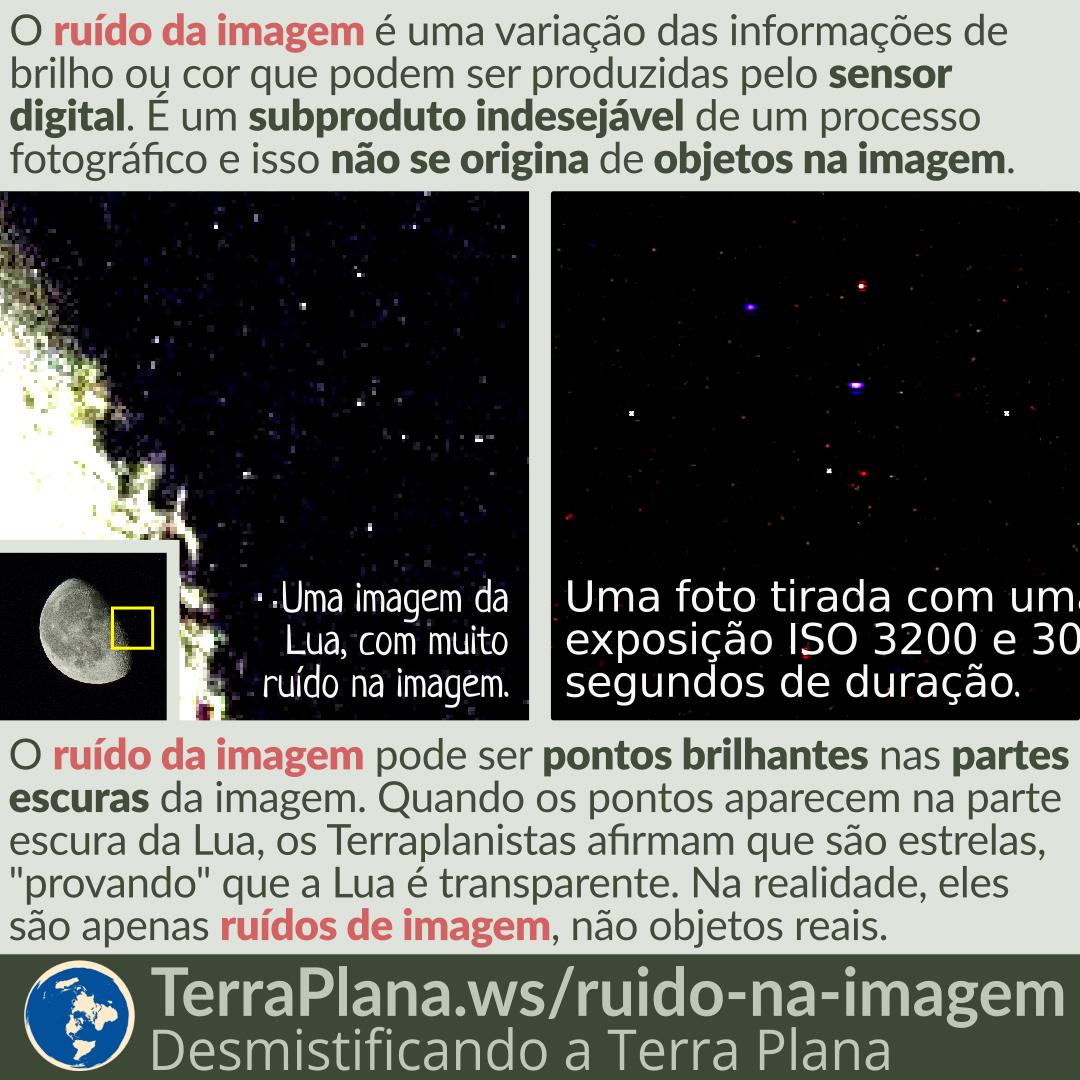 O ruído da imagem é uma variação das informações de
brilho ou cor que podem ser produzidas pelo sensor
digital. É um subproduto indesejável de um processo
fotográfico e isso não se origina de objetos na imagem.
Uma imagem da
Lua, com muito
ruído na imagem.
Uma foto tirada com uma
exposição ISO 3200 e 30
segundos de duração.
O ruído da imagem pode ser pontos brilhantes nas partes
escuras da imagem. Quando os pontos aparecem na parte
escura da Lua, os Terraplanistas afirmam que são estrelas,
"provando" que a Lua é transparente. Na realidade, eles
são apenas ruídos de imagem, não objetos reais.
TerraPlana.ws/ruido-na-imagem
Desmistificando a Terra Plana